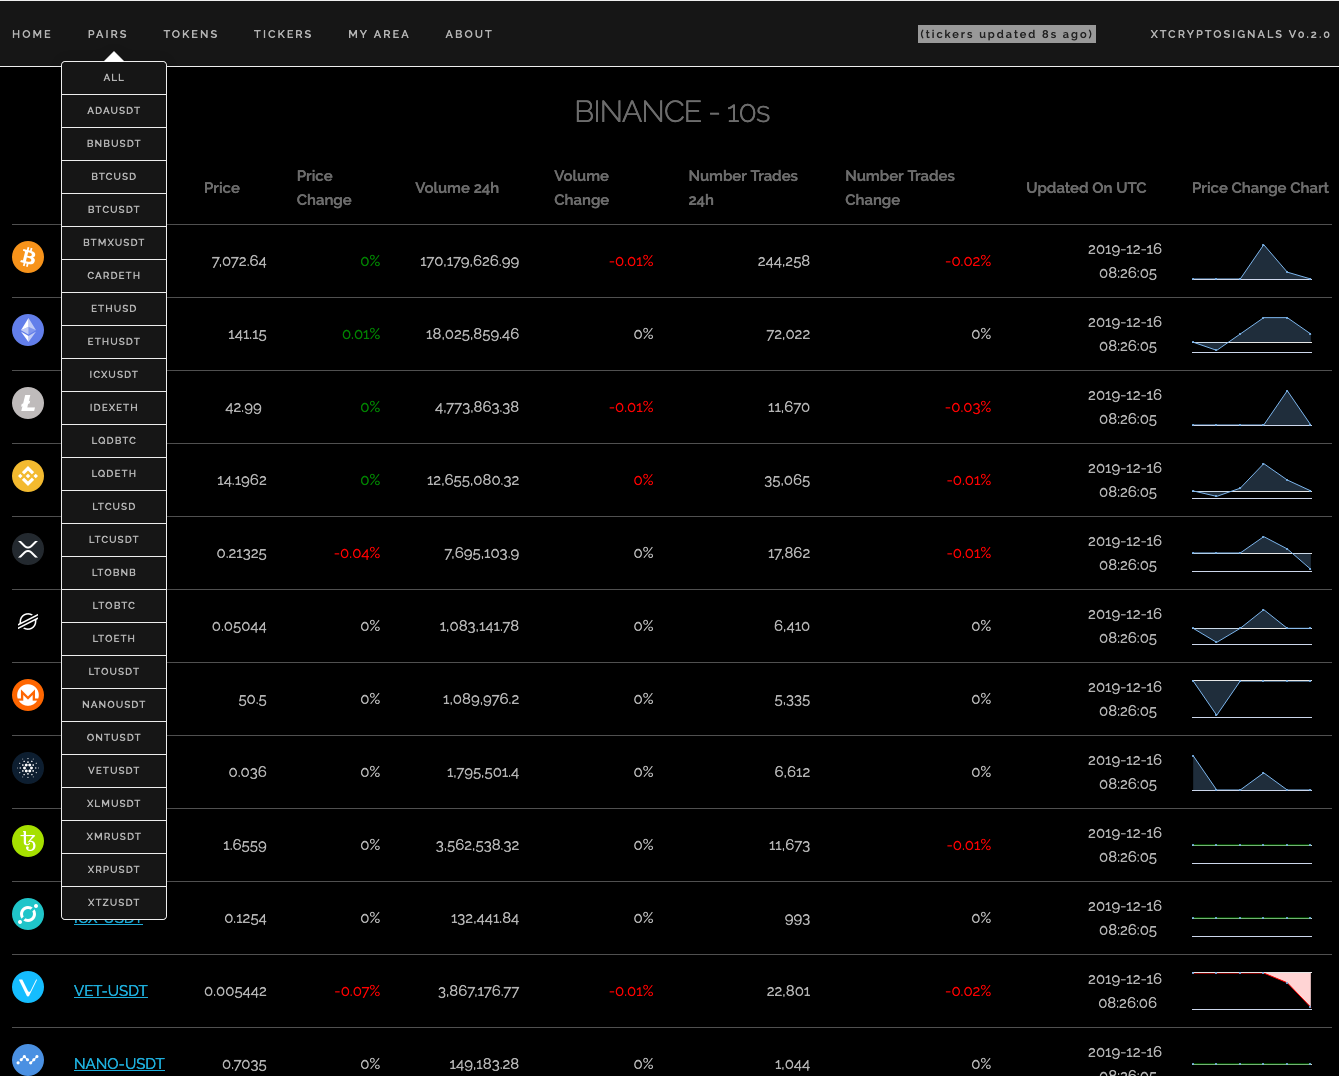 HOME PAIRS TOKENS TICKERS MY AREA ABOUT (tickers updated 8s ago) XTCRYPTOSIGNALS V0.2.0
ALL
ADAUSDT
BNBUSDT
BTCUSD
BTCUSDT
BTMXUSDT
CARDETH
ETHUSD
ETHUSDT
ICXUSDT
IDEXETH
LQDBTC
LQDETH
LTCUSD
LTCUSDT
LTOBNB
LTOBTC
LTOETH
LTOUSDT
NANOUSDT
ONTUSDT
VETUSDT
XLMUSDT
XMRUSDT
XRPUSDT
XTZUSDT
BINANCE - 10s
Price Price Change Volume 24h Volume Change Number Trades 24h Number Trades Change Updated On UTC Price Change Chart
7,072.64 0% 170,179,626.99 -0.01% 244,258 -0.02% 2019-12-16 08:26:05
141.15 0.01% 18,025,859.46 0% 72,022 0% 2019-12-16 08:26:05
42.99 0% 4,773,863.38 -0.01% 11,670 -0.03% 2019-12-16 08:26:05
14.1962 0% 12,655,080.32 0% 35,065 -0.01% 2019-12-16 08:26:05
0.21325 -0.04% 7,695,103.9 0% 17,862 -0.01% 2019-12-16 08:26:05
0.05044 0% 1,083,141.78 0% 6,410 0% 2019-12-16 08:26:05
50.5 0% 1,089,976.2 0% 5,335 0% 2019-12-16 08:26:05
0.036 0% 1,795,501.4 0% 6,612 0% 2019-12-16 08:26:05
1.6559 0% 3,562,538.32 0% 11,673 -0.01% 2019-12-16 08:26:05
ICX-USDT 0.1254 0% 132,441.84 0% 993 0% 2019-12-16 08:26:05
VET-USDT 0.005442 -0.07% 3,867,176.77 -0.01% 22,801 -0.02% 2019-12-16 08:26:06
NANO-USDT 0.7035 0% 149,183.28 0% 1,044 0% 2019-12-16